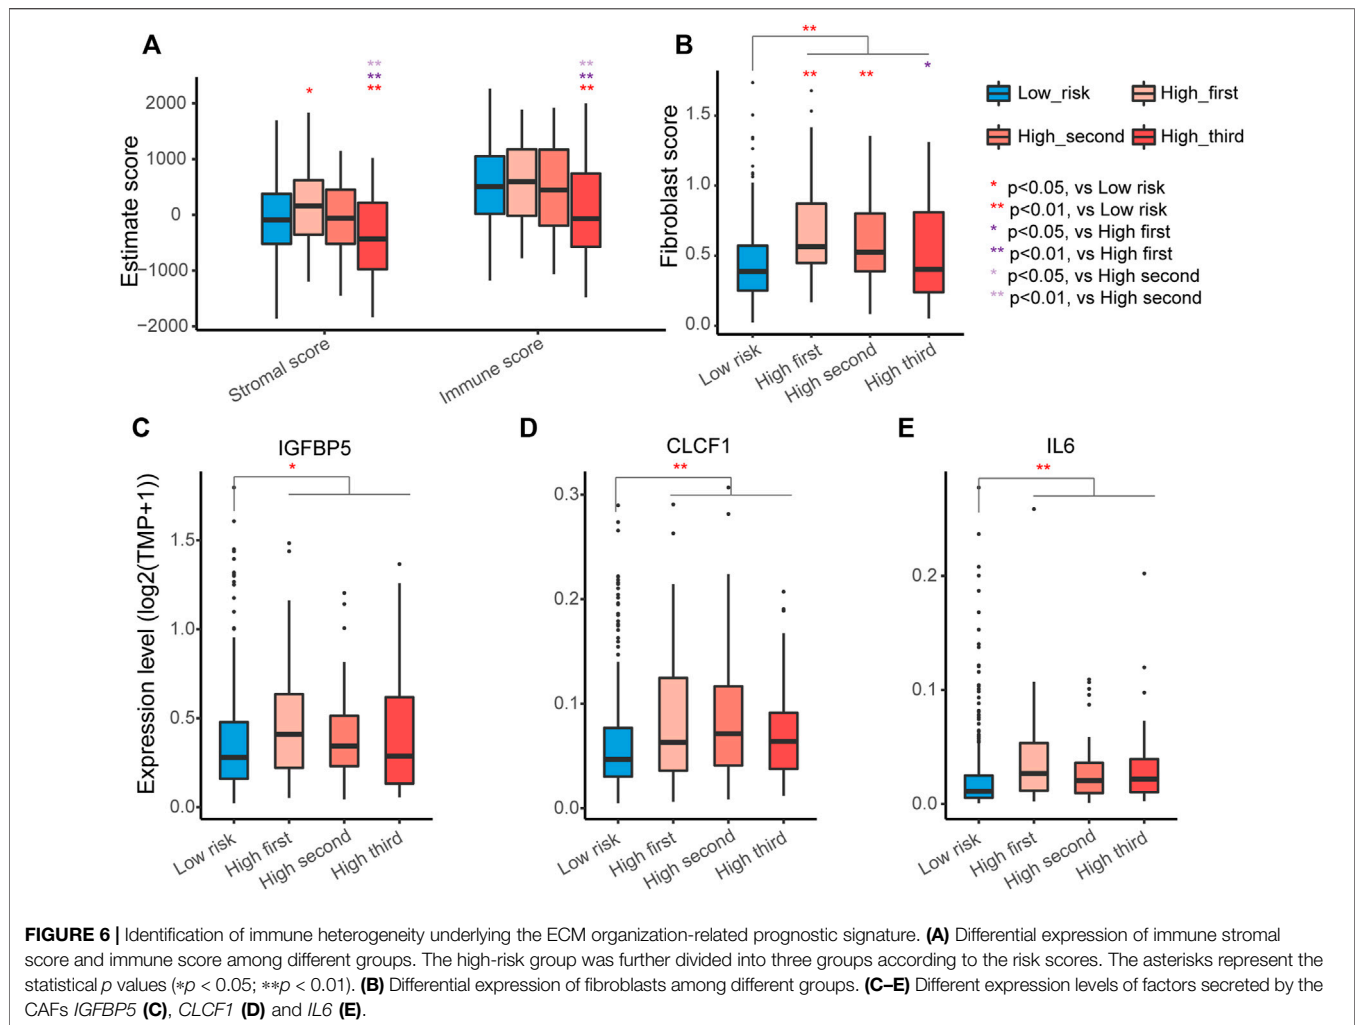 A
** **
** **
* ** **
2000
1000
0
−1000
−2000
Estimate score
Stromal score
Immune score
B
**
** ** *
1.5
1.0
0.5
0.0
Fibroblast score
Low risk
High first
High second
High third
Low_risk
High_first
High_second
High_third
* p<0.05, vs Low risk
** p<0.01, vs Low risk
* p<0.05, vs High first
** p<0.01, vs High first
* p<0.05, vs High second
** p<0.01, vs High second
C
IGFBP5
*
1.5
1.0
0.5
0.0
Expression level (log2(TMP+1))
Low risk
High first
High second
High third
D
CLCF1
**
0.3
0.2
0.1
0.0
Low risk
High first
High second
High third
E
IL6
**
0.2
0.1
0.0
Low risk
High first
High second
High third
FIGURE 6 | Identification of immune heterogeneity underlying the ECM organization-related prognostic signature. (A) Differential expression of immune stromal
score and immune score among different groups. The high-risk group was further divided into three groups according to the risk scores. The asterisks represent the
statistical p values (∗p < 0.05; ∗∗p < 0.01). (B) Differential expression of fibroblasts among different groups. (C–E) Different expression levels of factors secreted by the
CAFs IGFBP5 (C), CLCF1 (D) and IL6 (E).